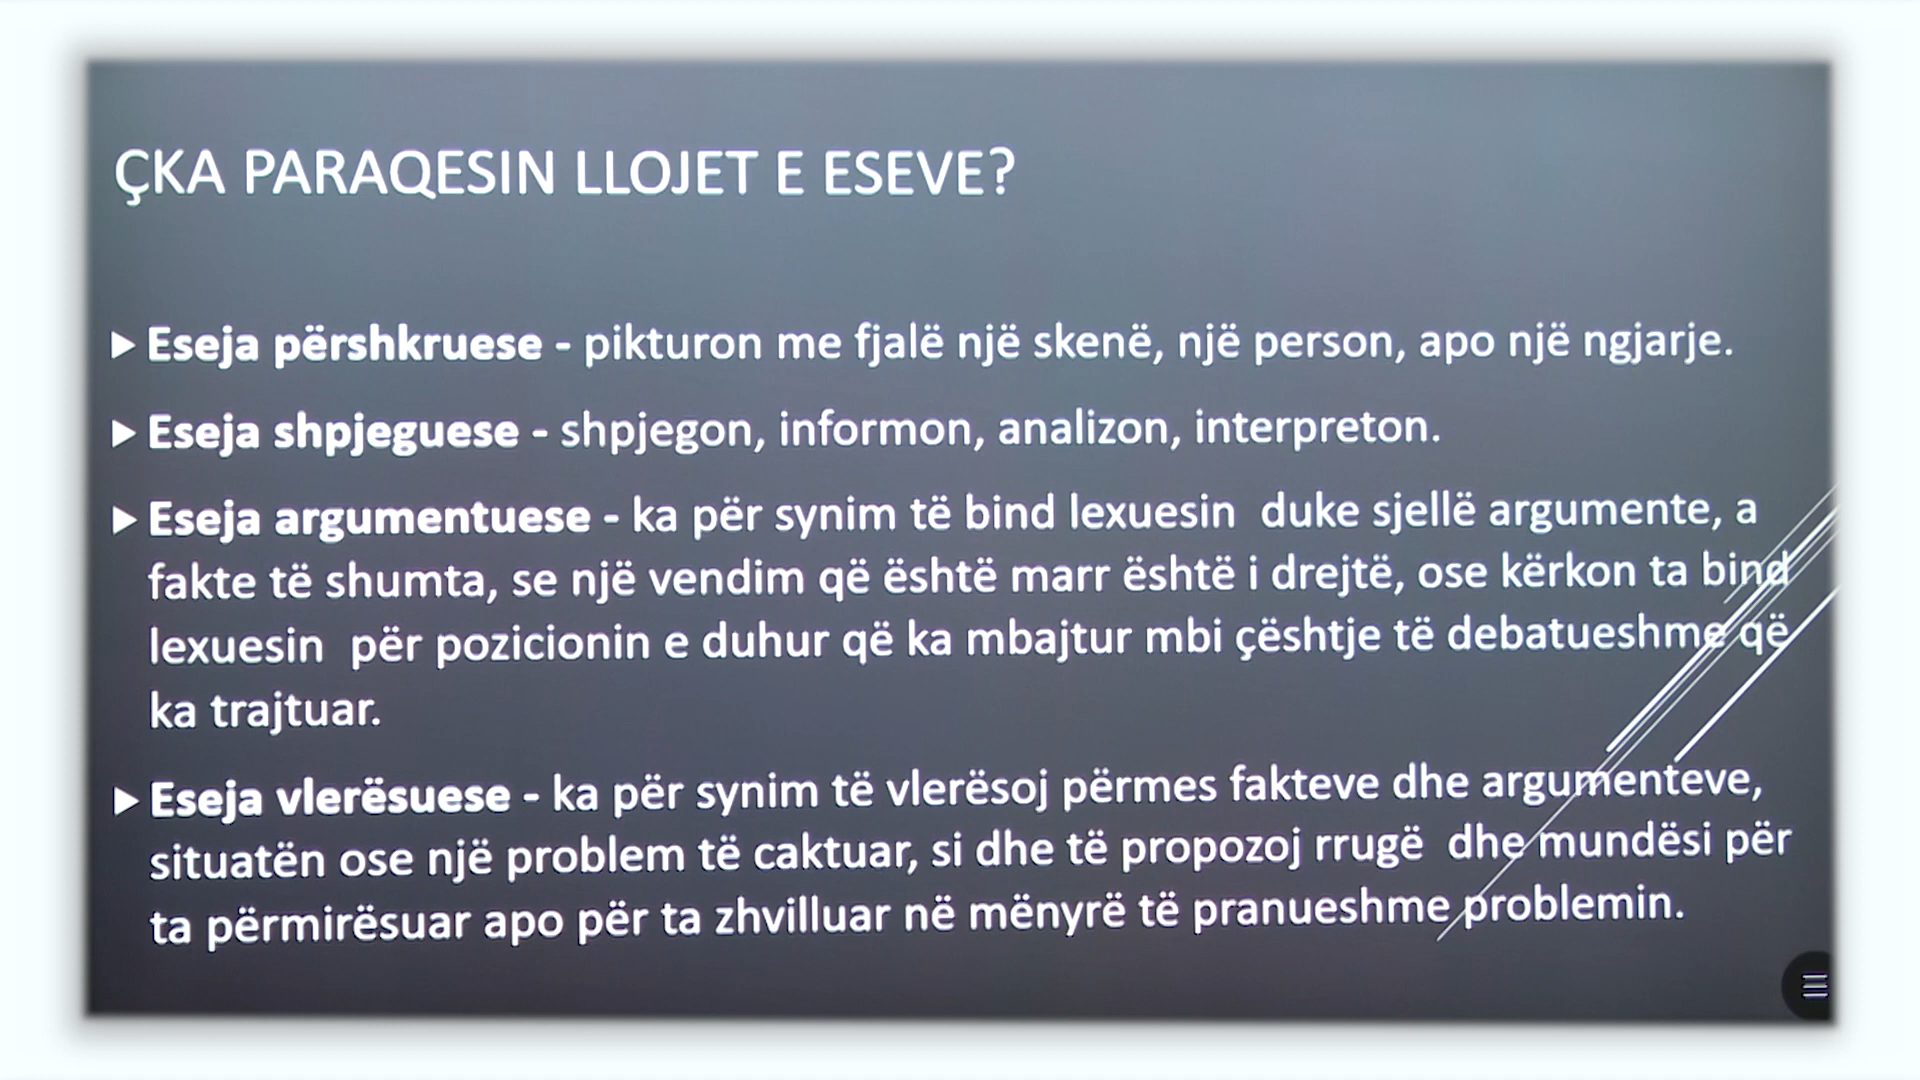 ÇKA PARAQESIN LLOJET E ESEVE?
Eseja përshkruese - pikturon me fjalë një skenë, një person, apo një ngjarje.
Eseja shpjeguese - shpjegon, informon, analizon, interpreton.
Eseja argumentuese - ka për synim të bind lexuesin duke sjellë argumente, a
fakte të shumta, se një vendim që është marr është i drejtë, ose kërkon ta bind
lexuesin për pozicionin e duhur që ka mbajtur mbi çështje të debatueshme që
ka trajtuar.
Eseja vlerësuese - ka për synim të vlerësoj përmes fakteve dhe argumenteve,
situatën ose një problem të caktuar, si dhe të propozoj rrugë dhe mundësi për
ta përmirësuar apo për ta zhvilluar në mënyrë të pranueshme problemin.